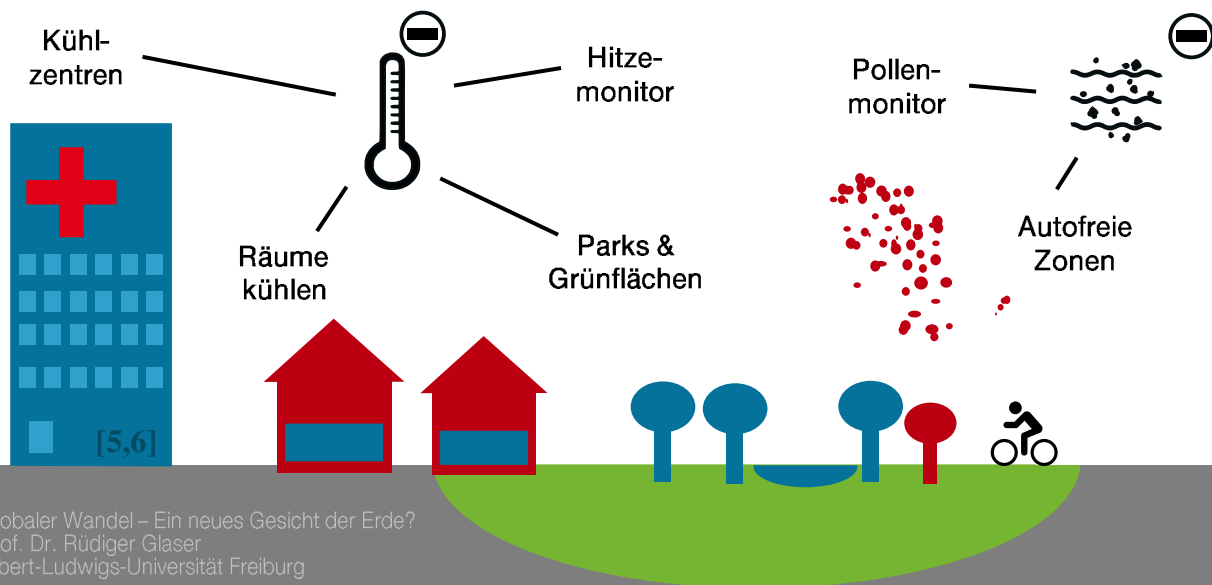 Kühl-
zentren
Hitze-
monitor
Pollen-
monitor
Räume
kühlen
Parks &
Grünflächen
Autofreie
Zonen
[5,6]
obaler Wandel – Ein neues Gesicht der Erde?
of. Dr. Rüdiger Glaser
bert-Ludwigs-Universität Freiburg